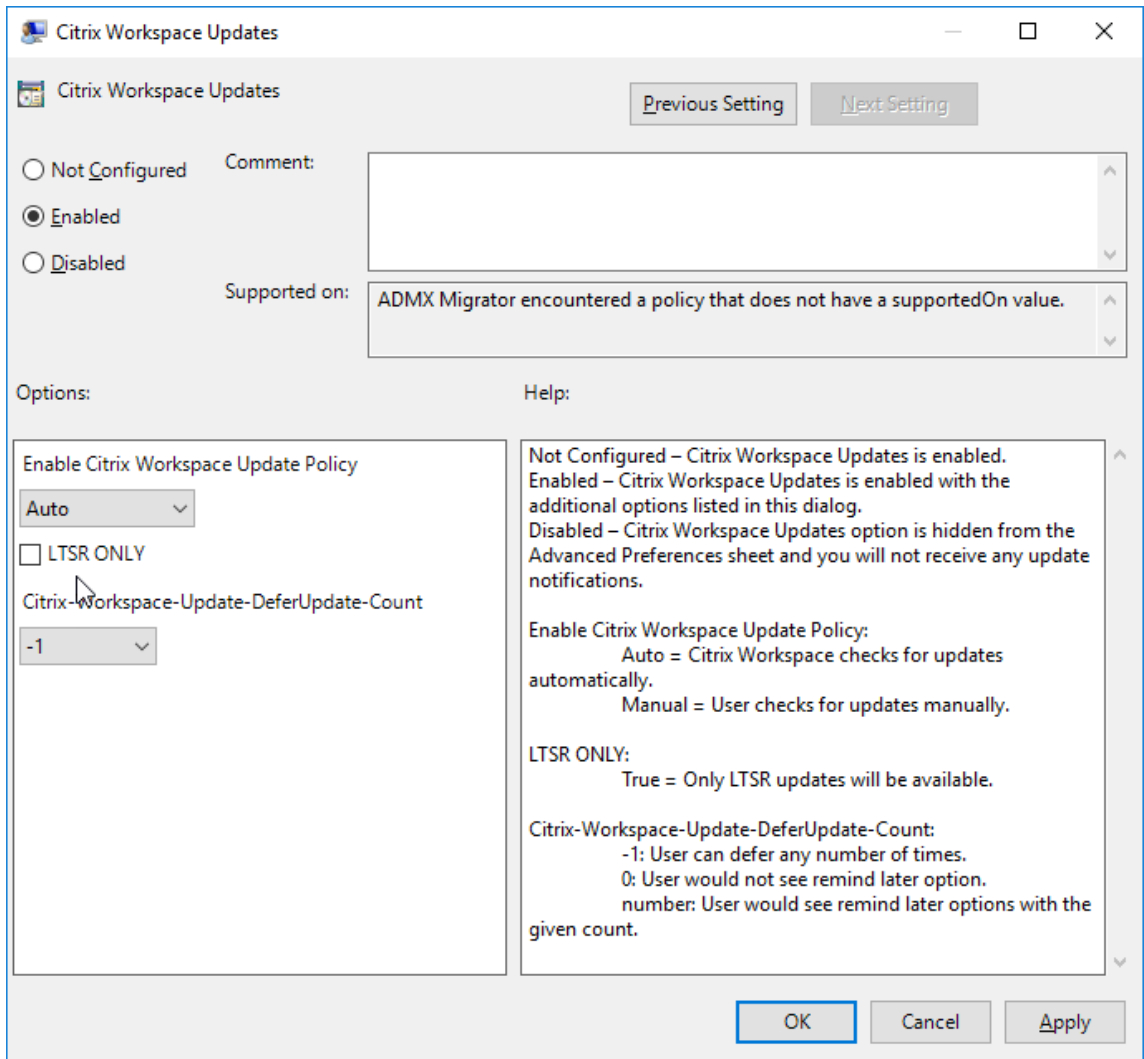 Citrix Workspace Updates
Citrix Workspace Updates
Previous Setting
Next Setting
Not Configured
Comment:
Enabled
Disabled
Supported on:
ADMX Migrator encountered a policy that does not have a supportedOn value.
Options:
Help:
Enable Citrix Workspace Update Policy
Auto
LTSR ONLY
Citrix-Workspace-Update-DeferUpdate-Count
-1
Not Configured – Citrix Workspace Updates is enabled.
Enabled – Citrix Workspace Updates is enabled with the
additional options listed in this dialog.
Disabled – Citrix Workspace Updates option is hidden from the
Advanced Preferences sheet and you will not receive any update
notifications.
Enable Citrix Workspace Update Policy:
Auto = Citrix Workspace checks for updates
automatically.
Manual = User checks for updates manually.
LTSR ONLY:
True = Only LTSR updates will be available.
Citrix-Workspace-Update-DeferUpdate-Count:
-1: User can defer any number of times.
0: User would not see remind later option.
number: User would see remind later options with the
given count.
OK
Cancel
Apply